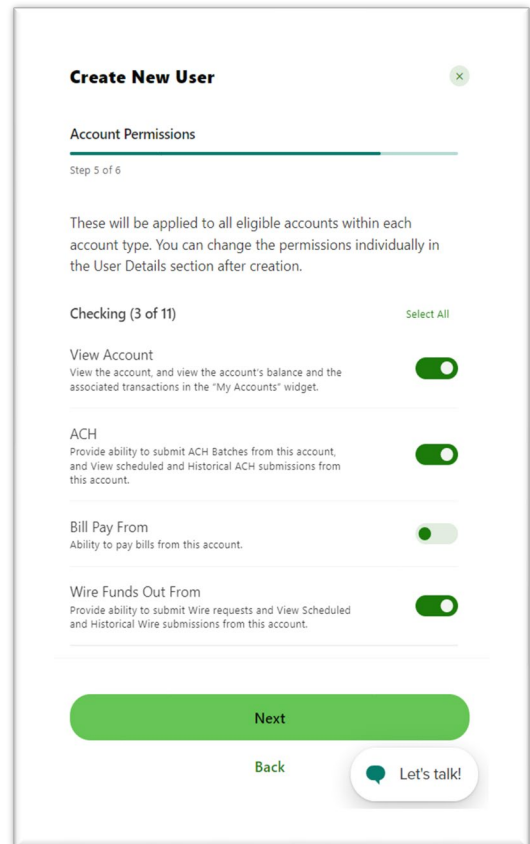 Create New User
Account Permissions
Step 5 of 6
These will be applied to all eligible accounts within each
account type. You can change the permissions individually in
the User Details section after creation.
Checking (3 of 11)
Select All
View Account
View the account, and view the account's balance and the
associated transactions in the "My Accounts" widget.
ACH
Provide ability to submit ACH Batches from this account,
and View scheduled and Historical ACH submissions from
this account.
Bill Pay From
Ability to pay bills from this account.
Wire Funds Out From
Provide ability to submit Wire requests and View Scheduled
and Historical Wire submissions from this account.
Next
Back
Let's talk!